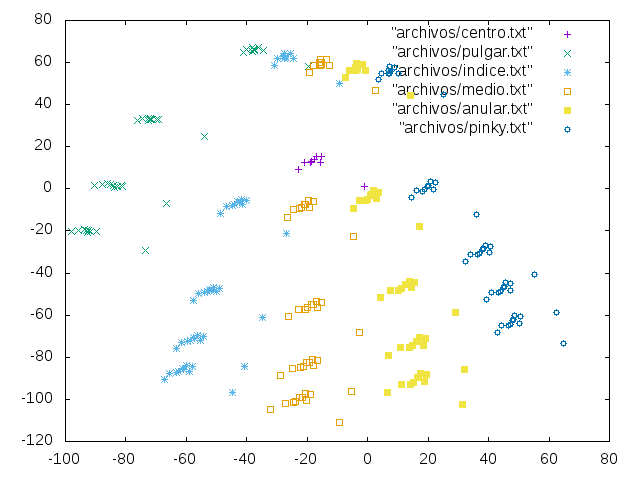 80
60
40
20
0
-20
-40
-60
-80
-100
-120
"archivos/centro.txt"
"archivos/pulgar.txt"
"archivos/indice.txt"
"archivos/medio.txt"
"archivos/anular.txt"
"archivos/pinky.txt"
-100 -80 -60 -40 -20 0 20 40 60 80